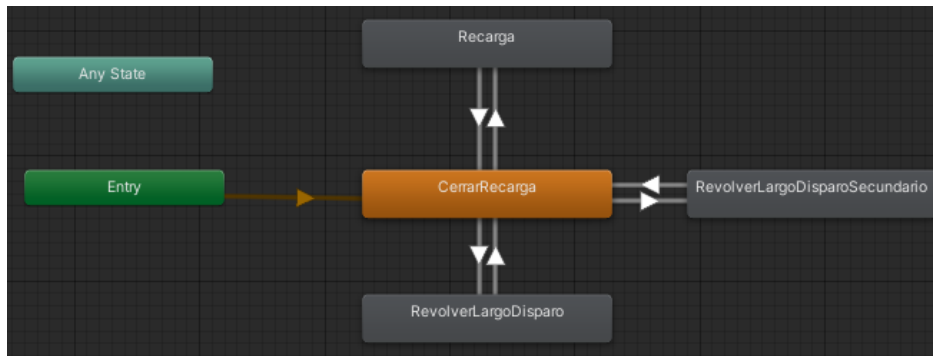 Recarga
Any State
Entry
CerrarRecarga
RevolverLargoDisparoSecundario
RevolverLargoDisparo